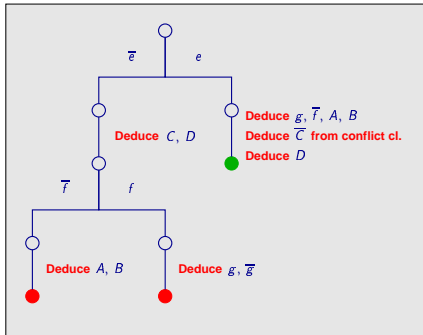 e̅ e
Deduce g, f̅, A, B
Deduce C̅ from conflict cl.
Deduce C, D
Deduce D
f̅ f
Deduce A, B
Deduce g, g̅